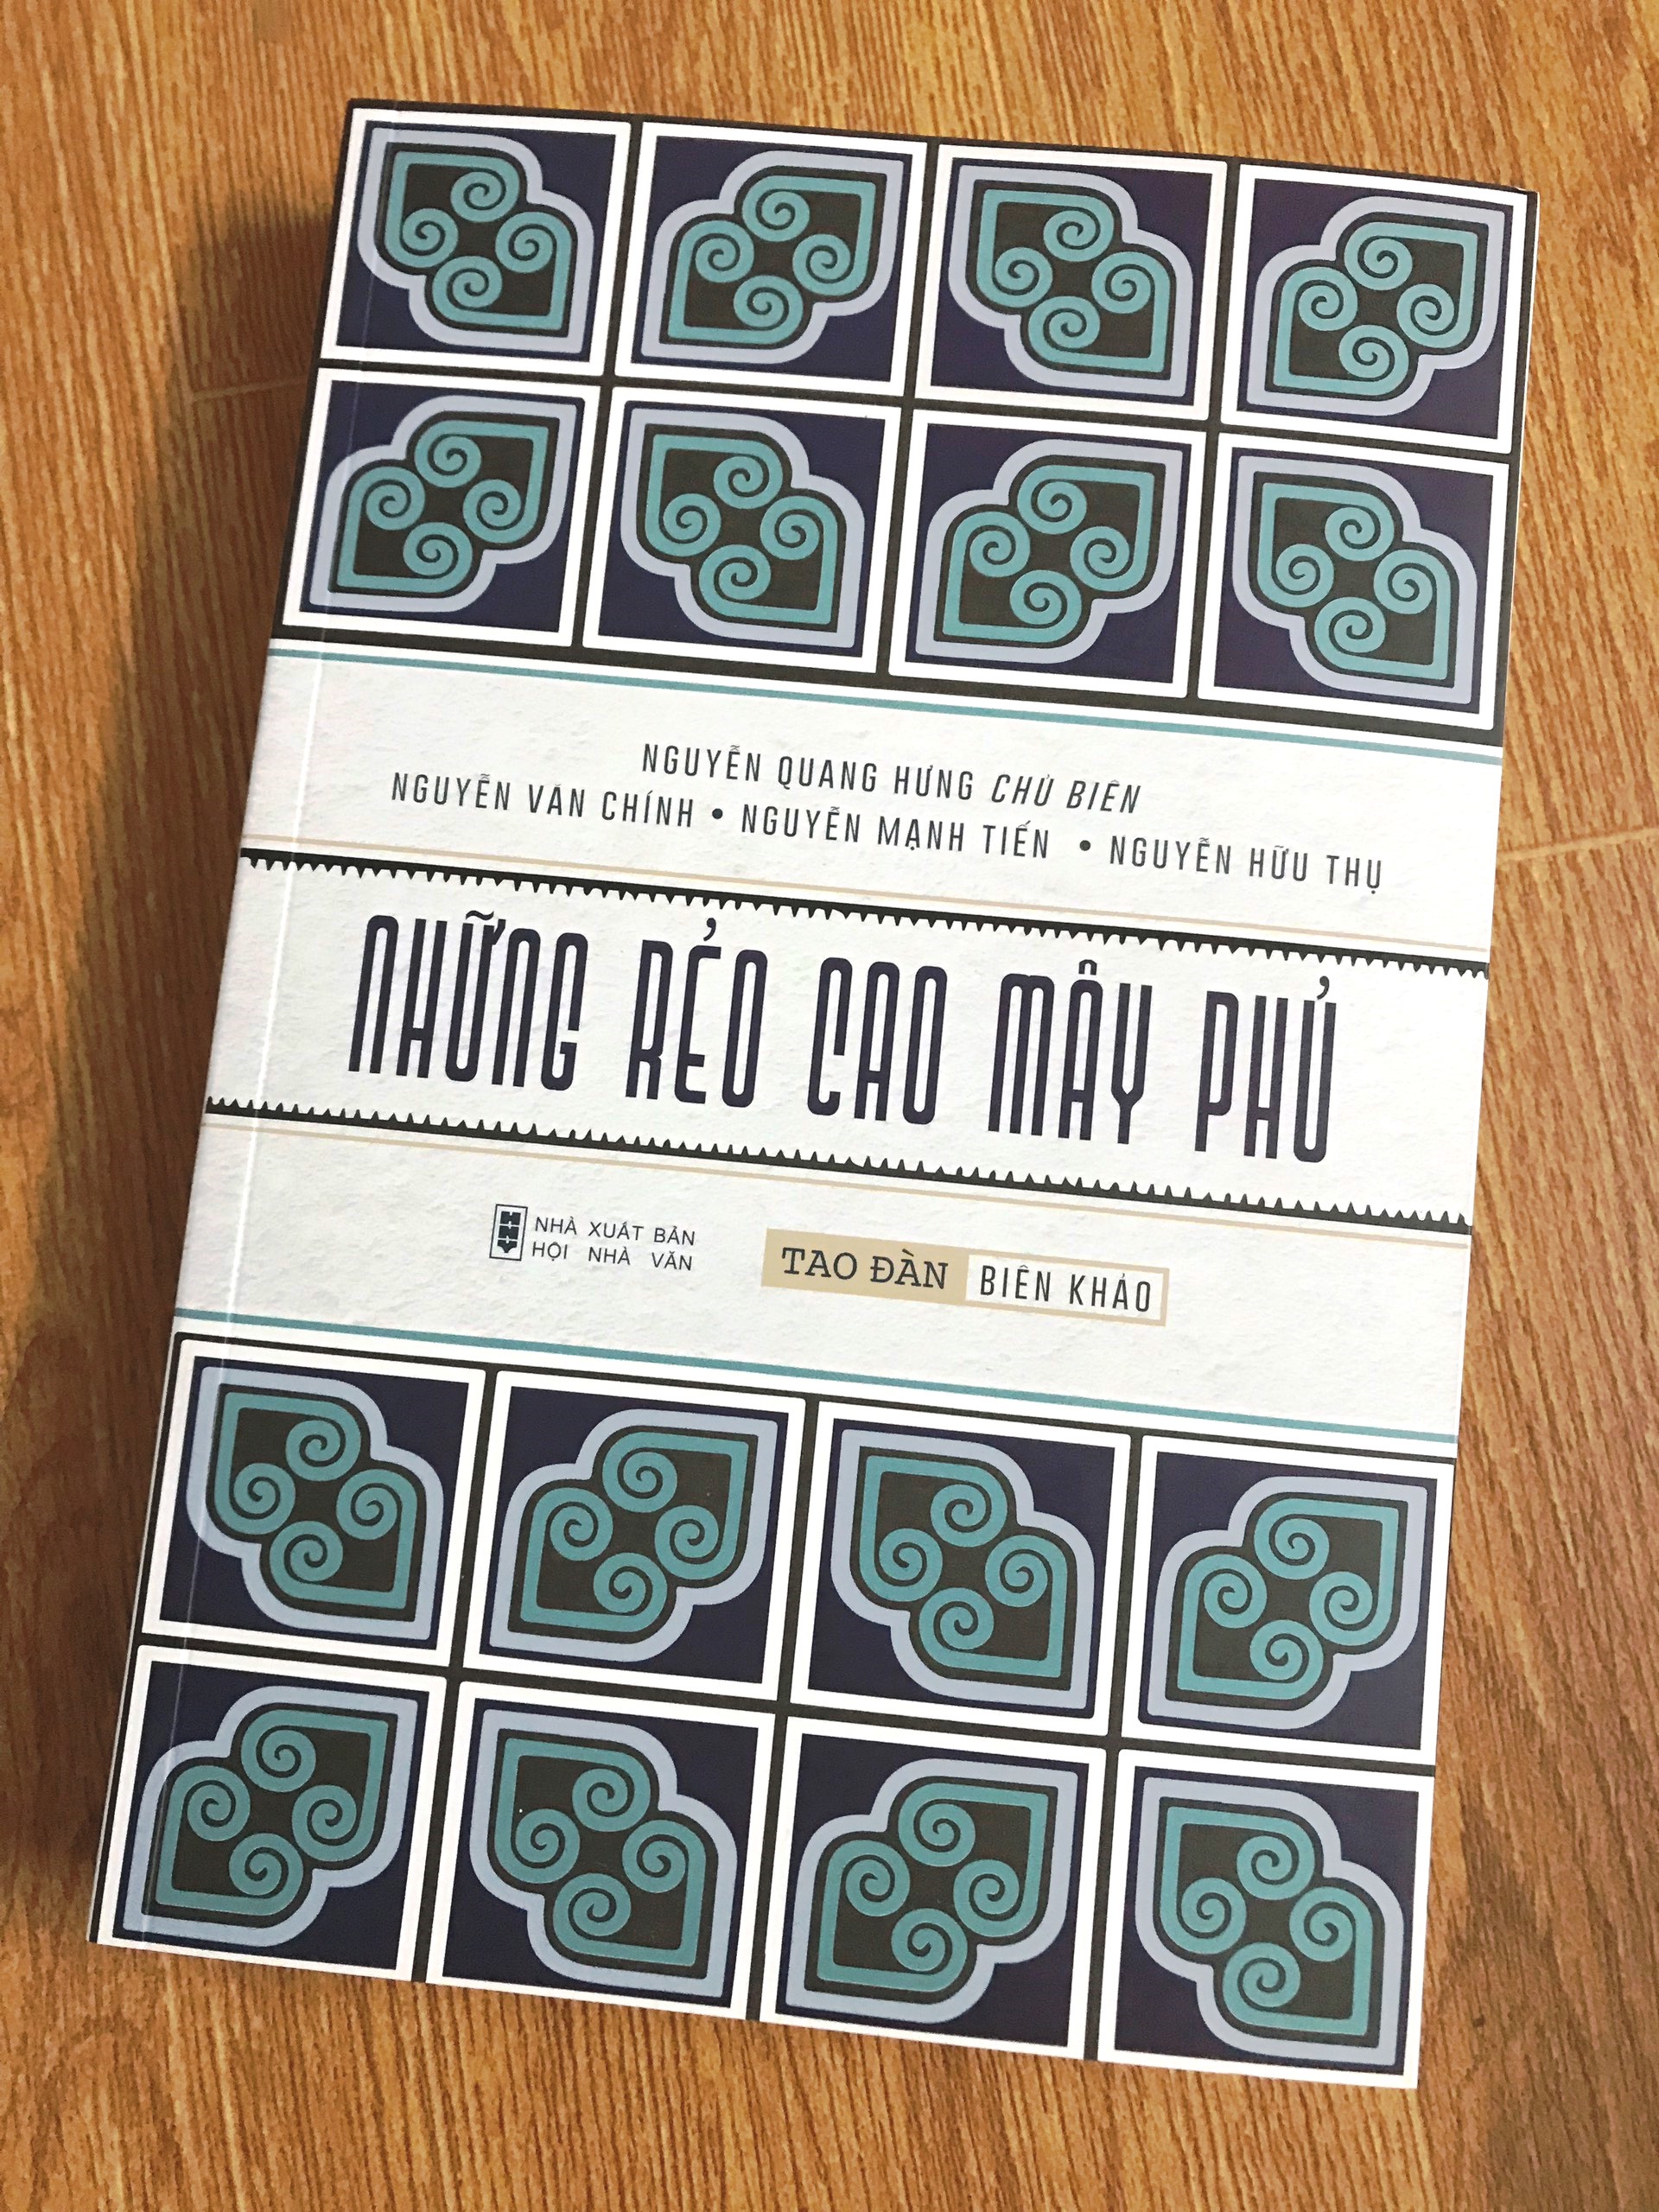 NGUYỄN QUANG HƯNG CHỦ BIÊN
NGUYỄN VĂN CHÍNH • NGUYỄN MẠNH TIẾN • NGUYỄN HỮU THỤ
NHỮNG RẺO CAO MÂY PHỦ
NHÀ XUẤT BẢN
HỘI NHÀ VĂN
TAO ĐÀN BIÊN KHẢO